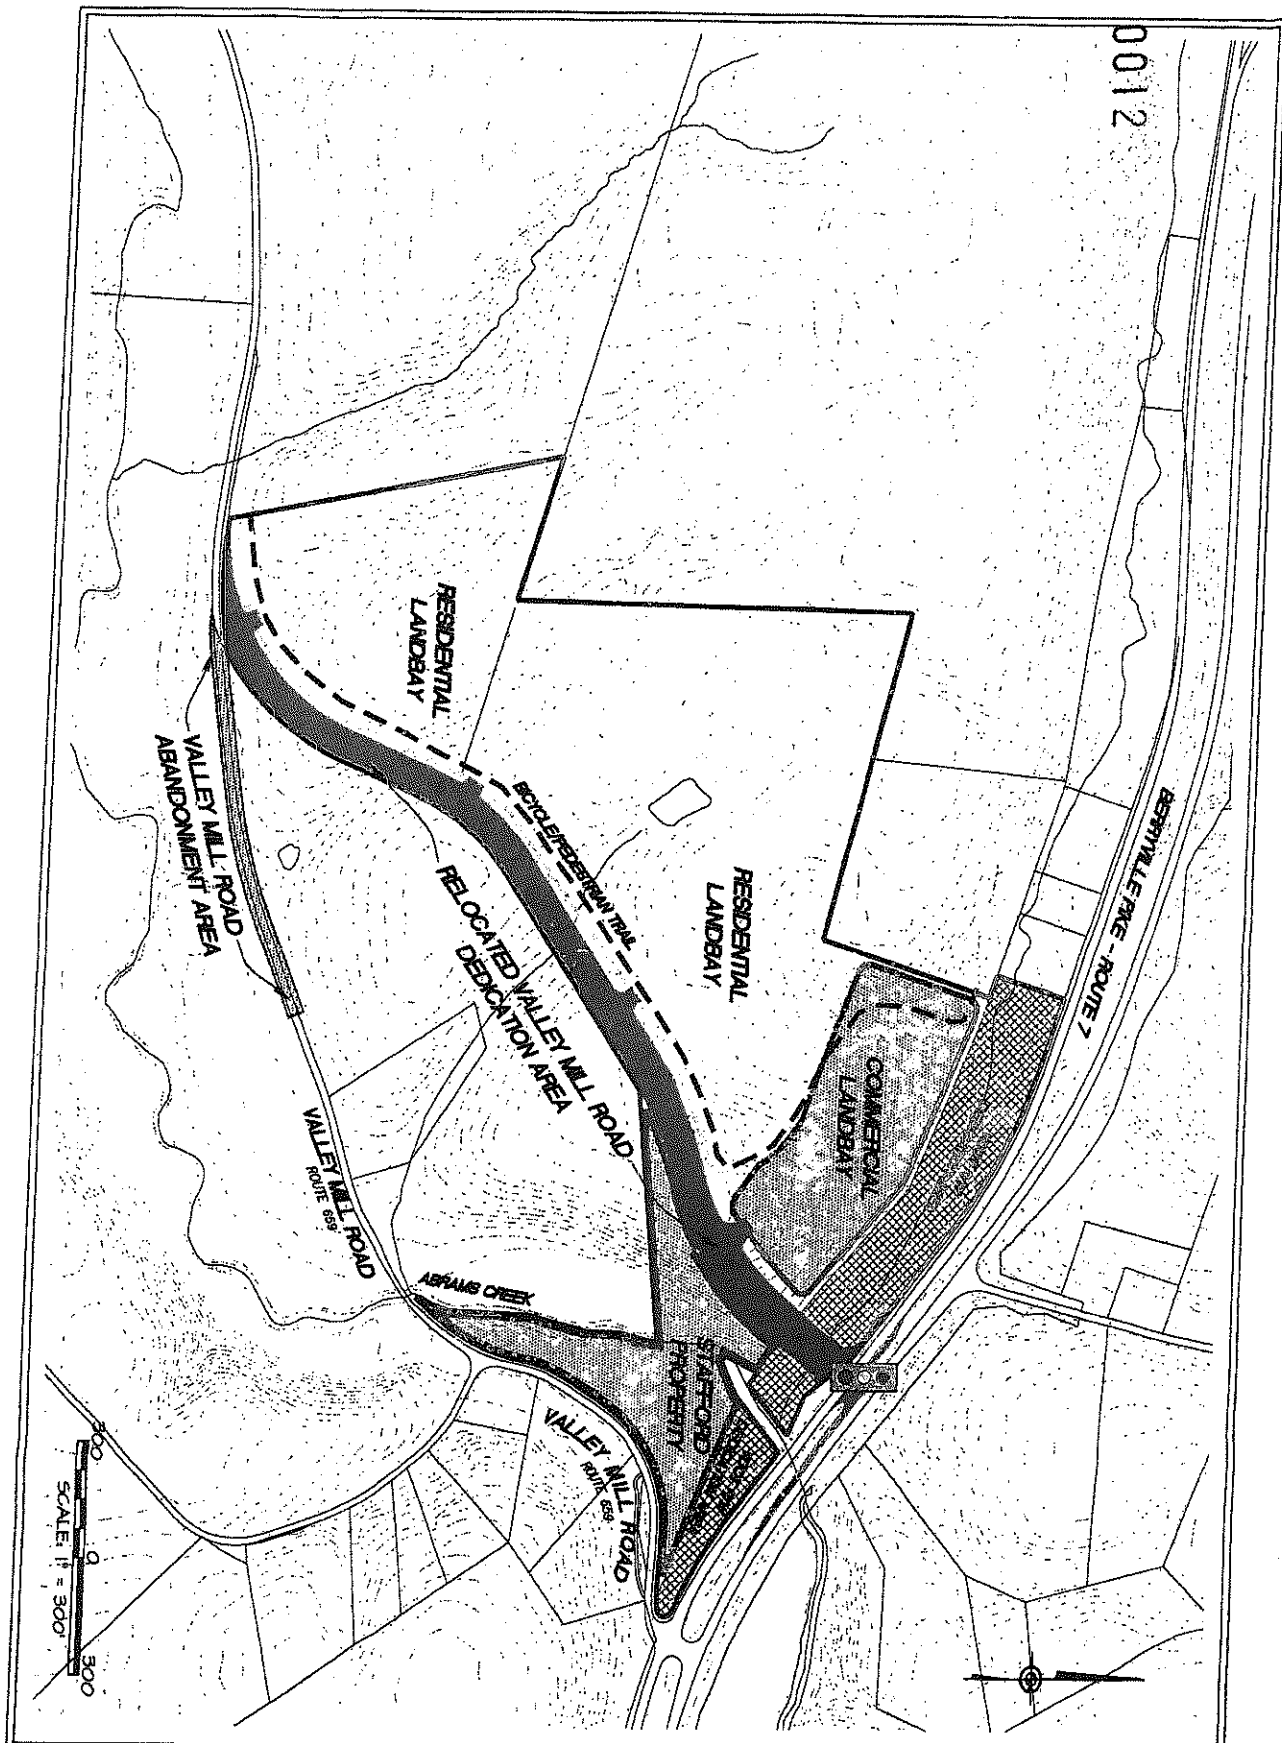 0012
BERRYVILLE PIKE - ROUTE 7
RESIDENTIAL
LANDBAY
RESIDENTIAL
LANDBAY
COMMERCIAL
LANDBAY
BICYCLE/PEDESTRIAN TRAIL
RELOCATED VALLEY MILL ROAD
DEDICATION AREA
VALLEY MILL ROAD
ABANDONMENT AREA
VALLEY MILL ROAD
ROUTE 659
ABRAMS CREEK
STAFFORD
PROPERTY
VALLEY MILL ROAD
ROUTE 659
300
0
300
SCALE: 1" = 300'